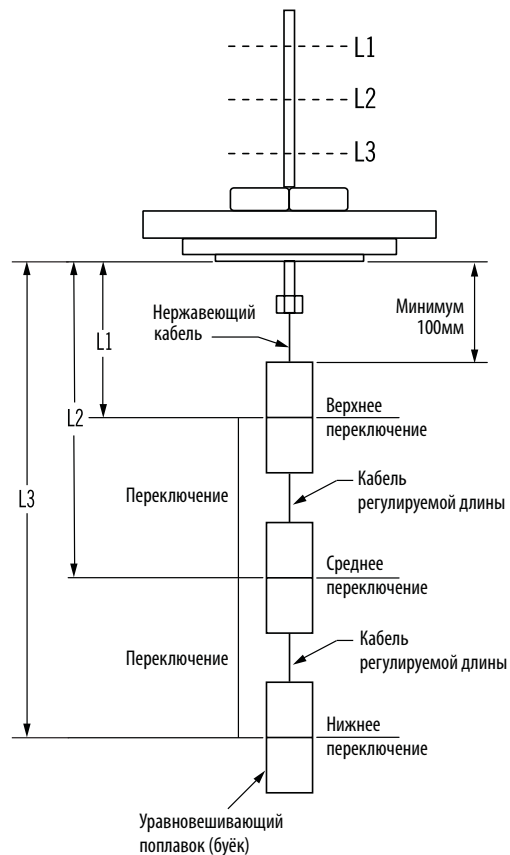 L1
L2
L3
Нержавеющий
кабель
Минимум
100мм
L1
Верхнее
переключение
L2
Кабель
регулируемой длины
Переключение
L3
Среднее
переключение
Кабель
регулируемой длины
Переключение
Нижнее
переключение
Уравновешивающий
поплавок (буёк)